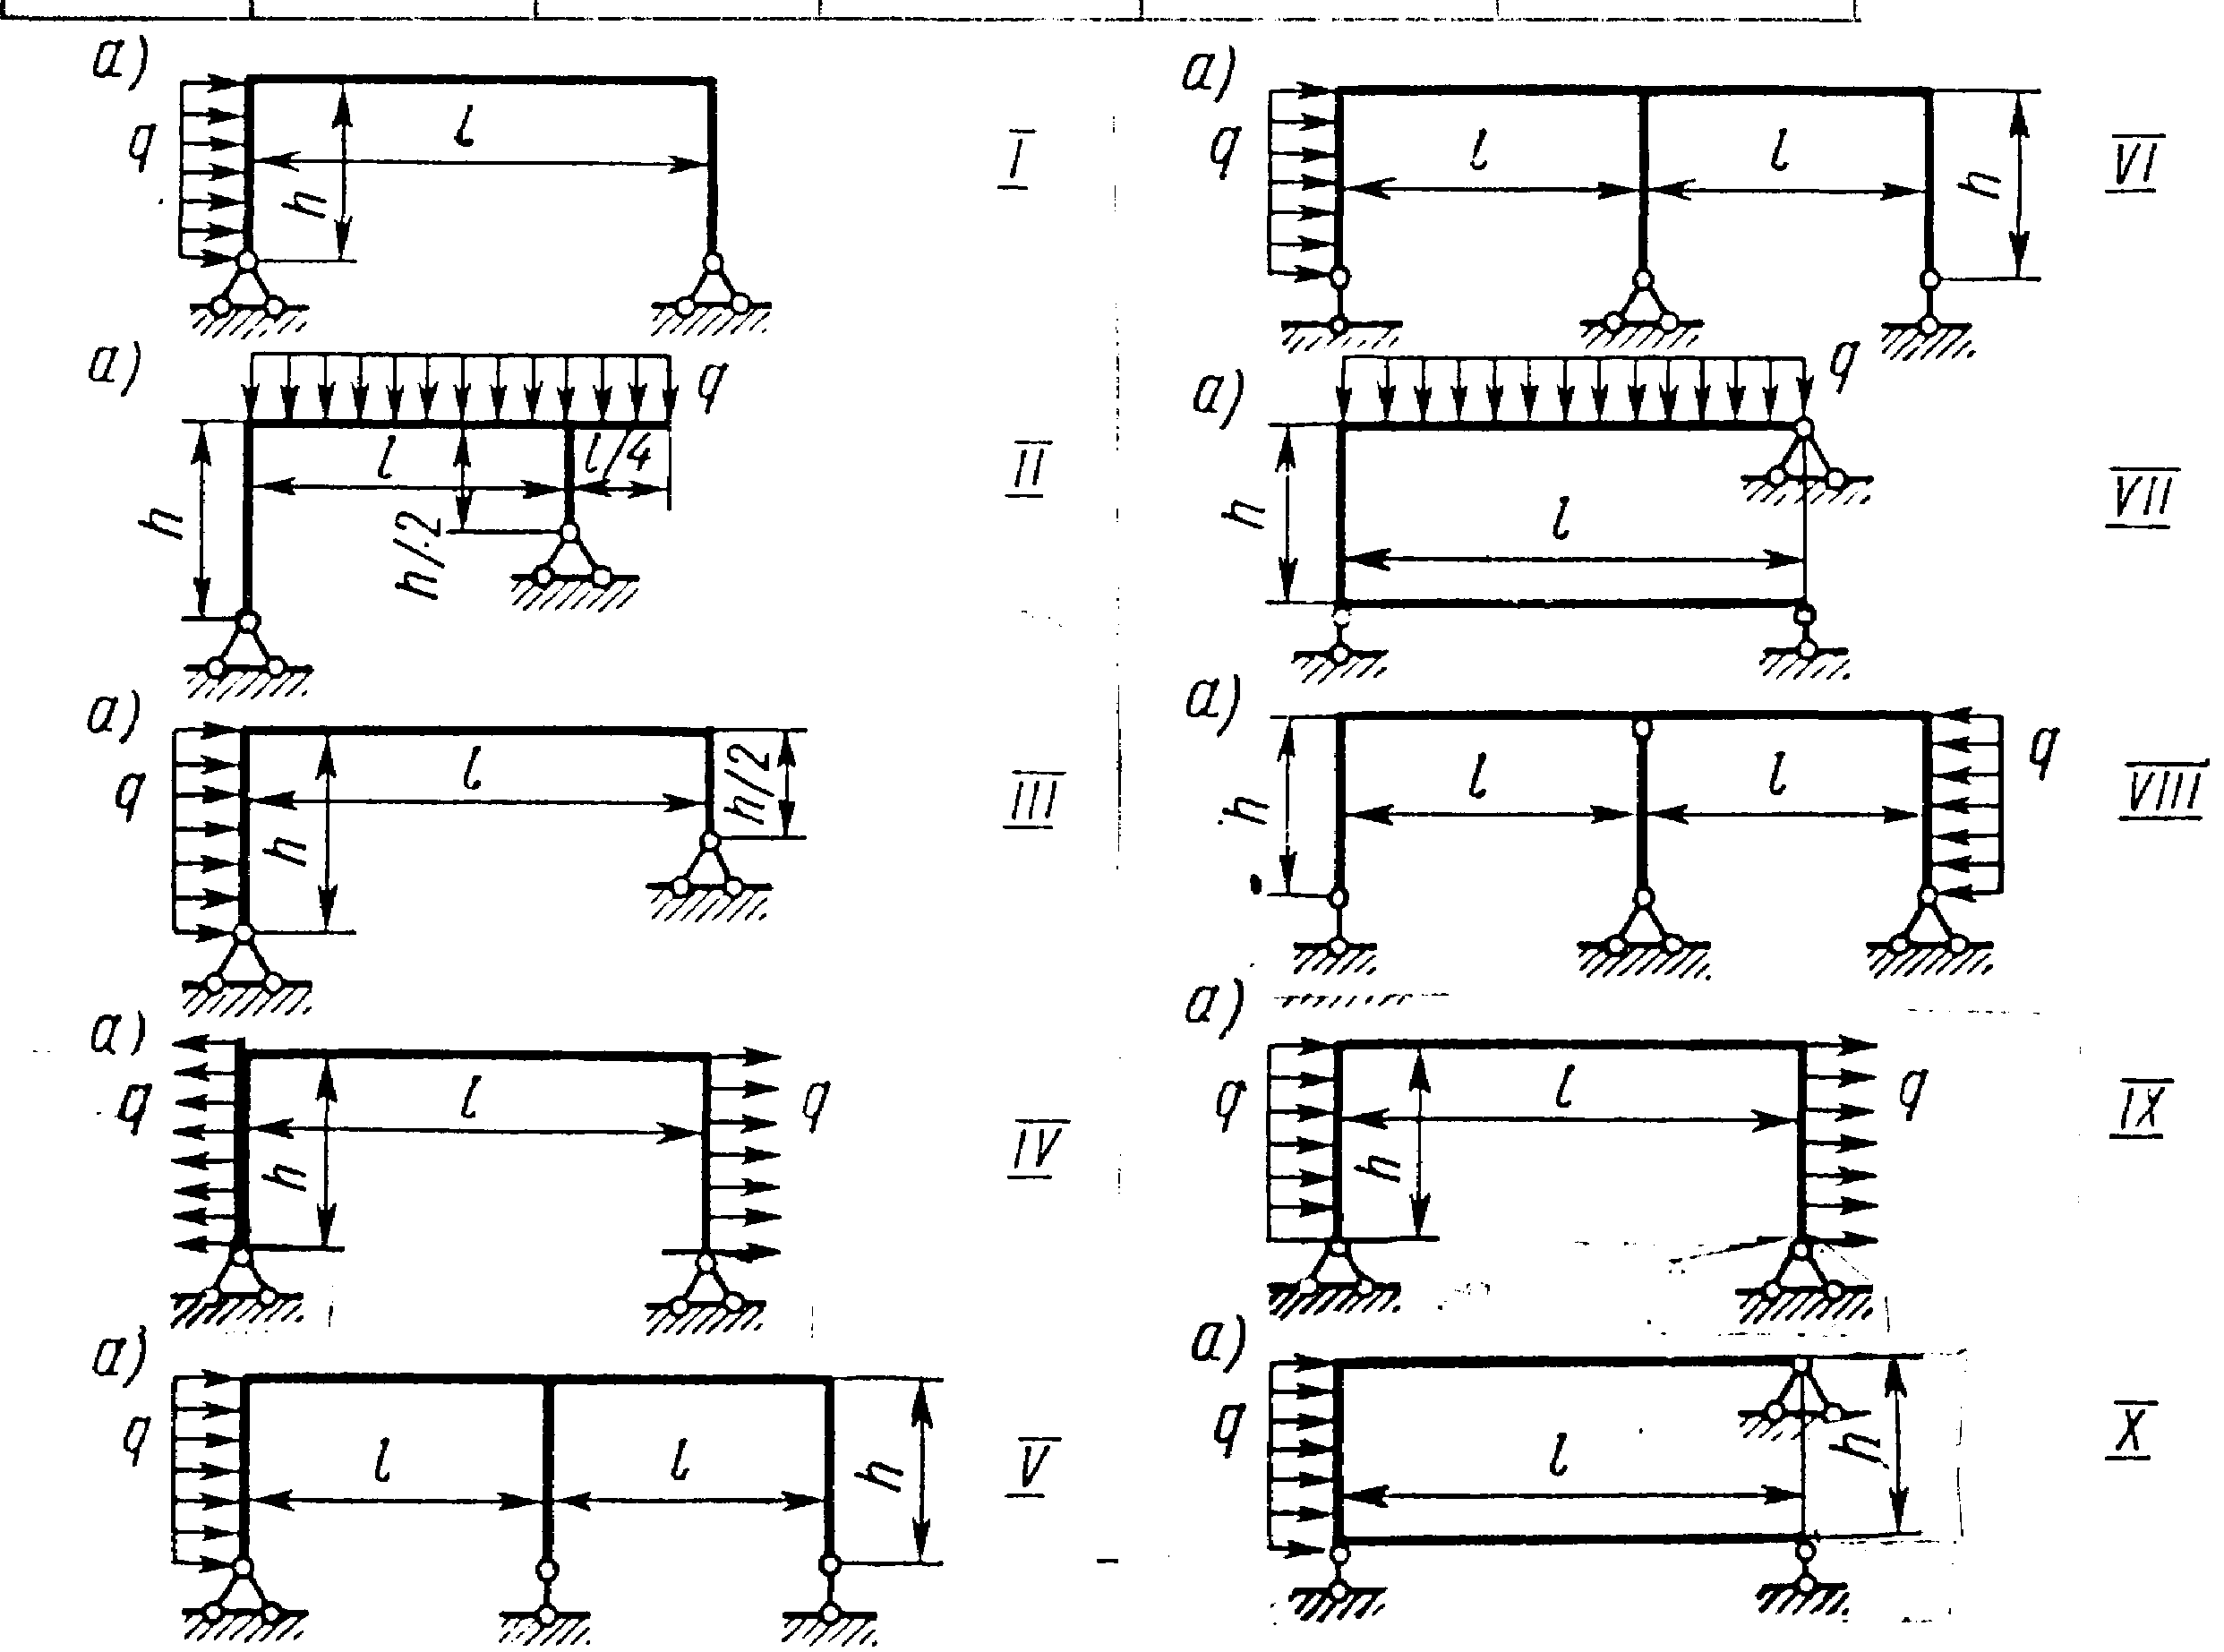 а)
q
l
h
I
а)
q
l
l/4
h
h/2
II
а)
q
l
h
h/2
III
а)
q
l
h
q
IV
а)
q
l
l
h
V
а)
q
l
l
h
VI
а)
q
h
l
VII
а)
h
l
l
q
VIII
а)
q
l
h
q
IX
а)
q
l
h
X